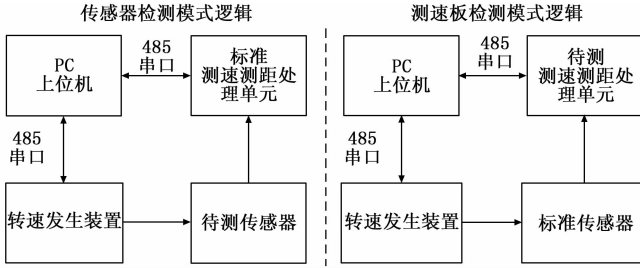 传感器检测模式逻辑
PC
上位机
485
串口
标准
测速测距处
理单元
485
串口
转速发生装置
待测传感器
测速板检测模式逻辑
PC
上位机
485
串口
待测
测速测距处
理单元
485
串口
转速发生装置
标准传感器